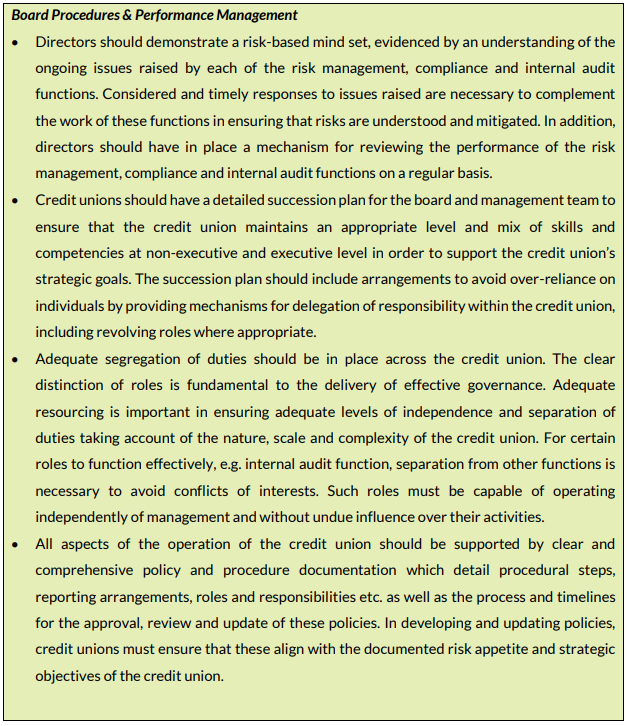 Board Procedures & Performance Management
• Directors should demonstrate a risk-based mind set, evidenced by an understanding of the
ongoing issues raised by each of the risk management, compliance and internal audit
functions. Considered and timely responses to issues raised are necessary to complement
the work of these functions in ensuring that risks are understood and mitigated. In addition,
directors should have in place a mechanism for reviewing the performance of the risk
management, compliance and internal audit functions on a regular basis.
• Credit unions should have a detailed succession plan for the board and management team to
ensure that the credit union maintains an appropriate level and mix of skills and
competencies at non-executive and executive level in order to support the credit union's
strategic goals. The succession plan should include arrangements to avoid over-reliance on
individuals by providing mechanisms for delegation of responsibility within the credit union,
including revolving roles where appropriate.
• Adequate segregation of duties should be in place across the credit union. The clear
distinction of roles is fundamental to the delivery of effective governance. Adequate
resourcing is important in ensuring adequate levels of independence and separation of
duties taking account of the nature, scale and complexity of the credit union. For certain
roles to function effectively, e.g. internal audit function, separation from other functions is
necessary to avoid conflicts of interests. Such roles must be capable of operating
independently of management and without undue influence over their activities.
• All aspects of the operation of the credit union should be supported by clear and
comprehensive policy and procedure documentation which detail procedural steps,
reporting arrangements, roles and responsibilities etc. as well as the process and timelines
for the approval, review and update of these policies. In developing and updating policies,
credit unions must ensure that these align with the documented risk appetite and strategic
objectives of the credit union.